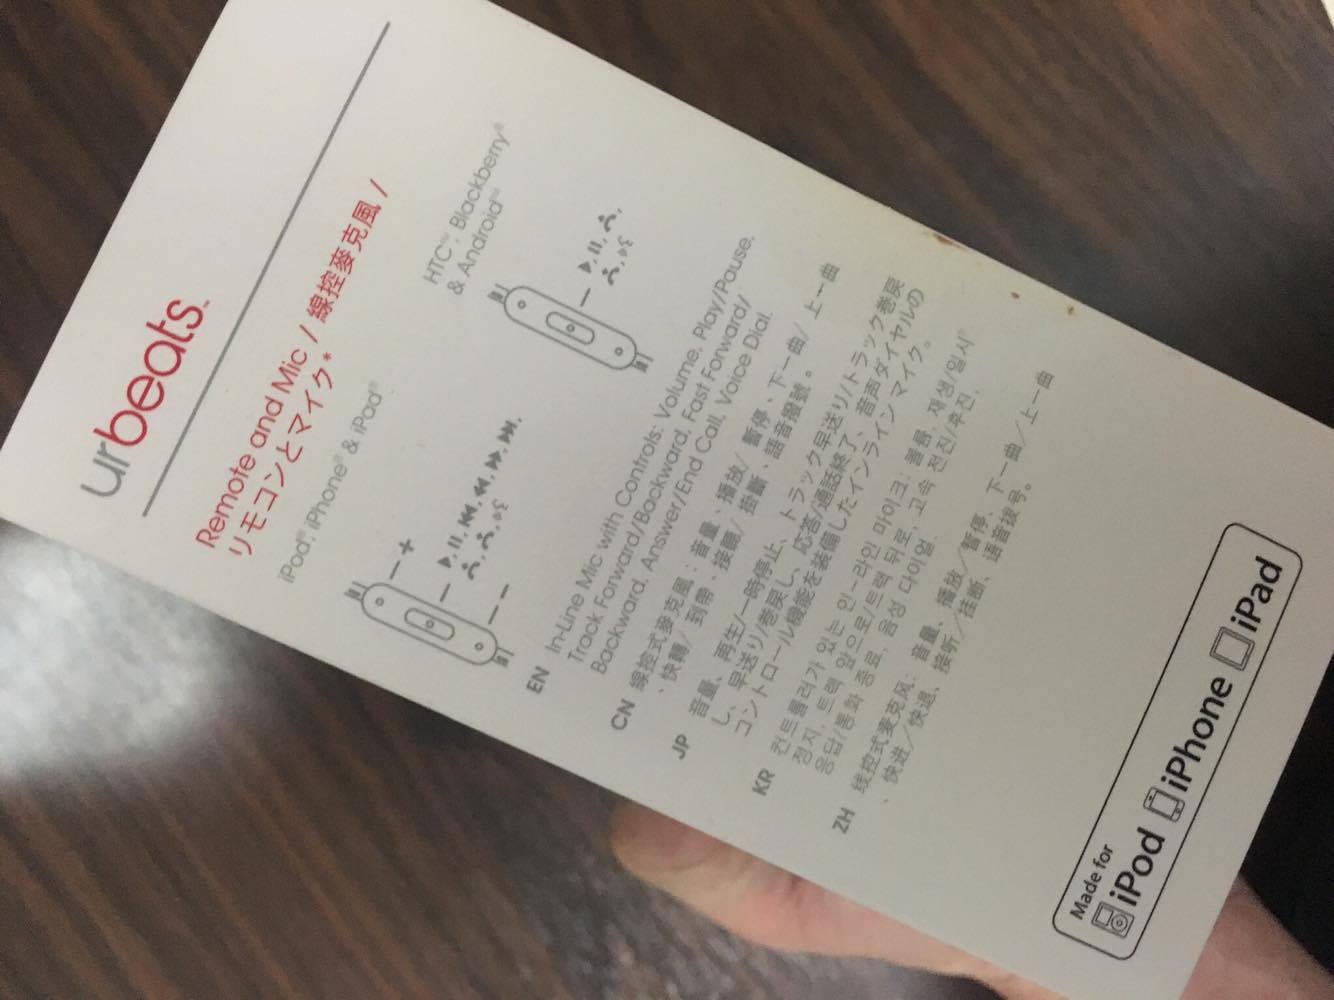 urbeats™
Remote and Mic / 線控麥克風 /
リモコンとマイク*
iPod®, iPhone® & iPad®
HTC™, Blackberry®
& Android™
EN In-Line Mic with Controls: Volume, Play/Pause,
Track Forward/Backward, Fast Forward/
Backward, Answer/End Call, Voice Dial.
CN 線控式麥克風:音量、播放/ 暫停、下一曲/ 上一曲
、快轉/ 到帶、接聽/ 掛斷、語音撥號。
JP 音量、再生/一時停止、トラック早送り/トラック巻戻
し、早送り/巻戻し、応答/通話終了、音声ダイヤルの
コントロール機能を装備したインライン マイク。
KR 컨트롤러가 있는 인-라인 마이크: 볼륨, 재생/일시
정지, 트랙 앞으로/트랙 뒤로, 고속 전진/후진,
응답/통화 종료, 음성 다이얼
ZH 线控式麦克风:音量、播放/暂停、下一曲/上一曲
、快进/快退、接听/挂断、语音拨号。
Made for
iPod iPhone iPad